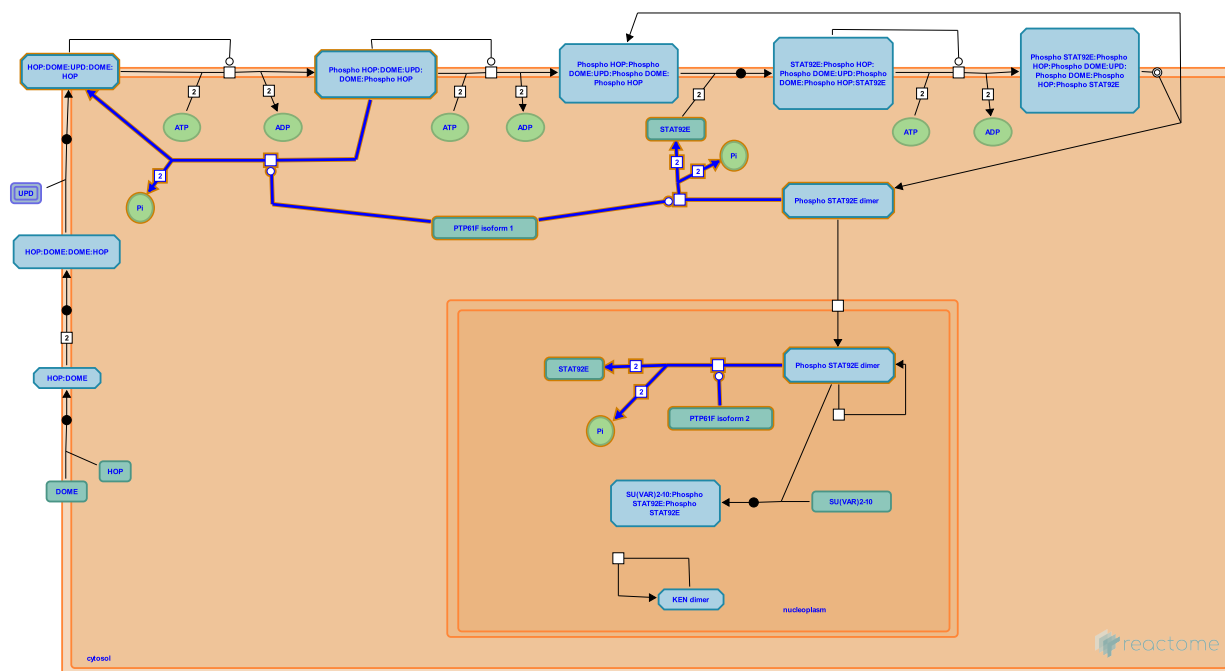 HOP:DOME:UPD:DOME:
HOP
Phospho HOP:DOME:UPD:
DOME:Phospho HOP
Phospho HOP:Phospho
DOME:UPD:Phospho DOME:
Phospho HOP
STAT92E:Phospho HOP:
Phospho DOME:UPD:Phospho
DOME:Phospho HOP:STAT92E
Phospho STAT92E:Phospho
HOP:Phospho DOME:UPD:
Phospho DOME:Phospho
HOP:Phospho STAT92E
2
2
2
2
2
2
2
ATP
ADP
ATP
ADP
STAT92E
ATP
ADP
2
2
2
Pi
UPD
Pi
Phospho STAT92E dimer
PTP61F isoform 1
HOP:DOME:DOME:HOP
2
HOP:DOME
STAT92E
2
Phospho STAT92E dimer
2
Pi
PTP61F isoform 2
HOP
DOME
SU(VAR)2-10:Phospho
STAT92E:Phospho
STAT92E
SU(VAR)2-10
KEN dimer
nucleoplasm
cytosol
reactome